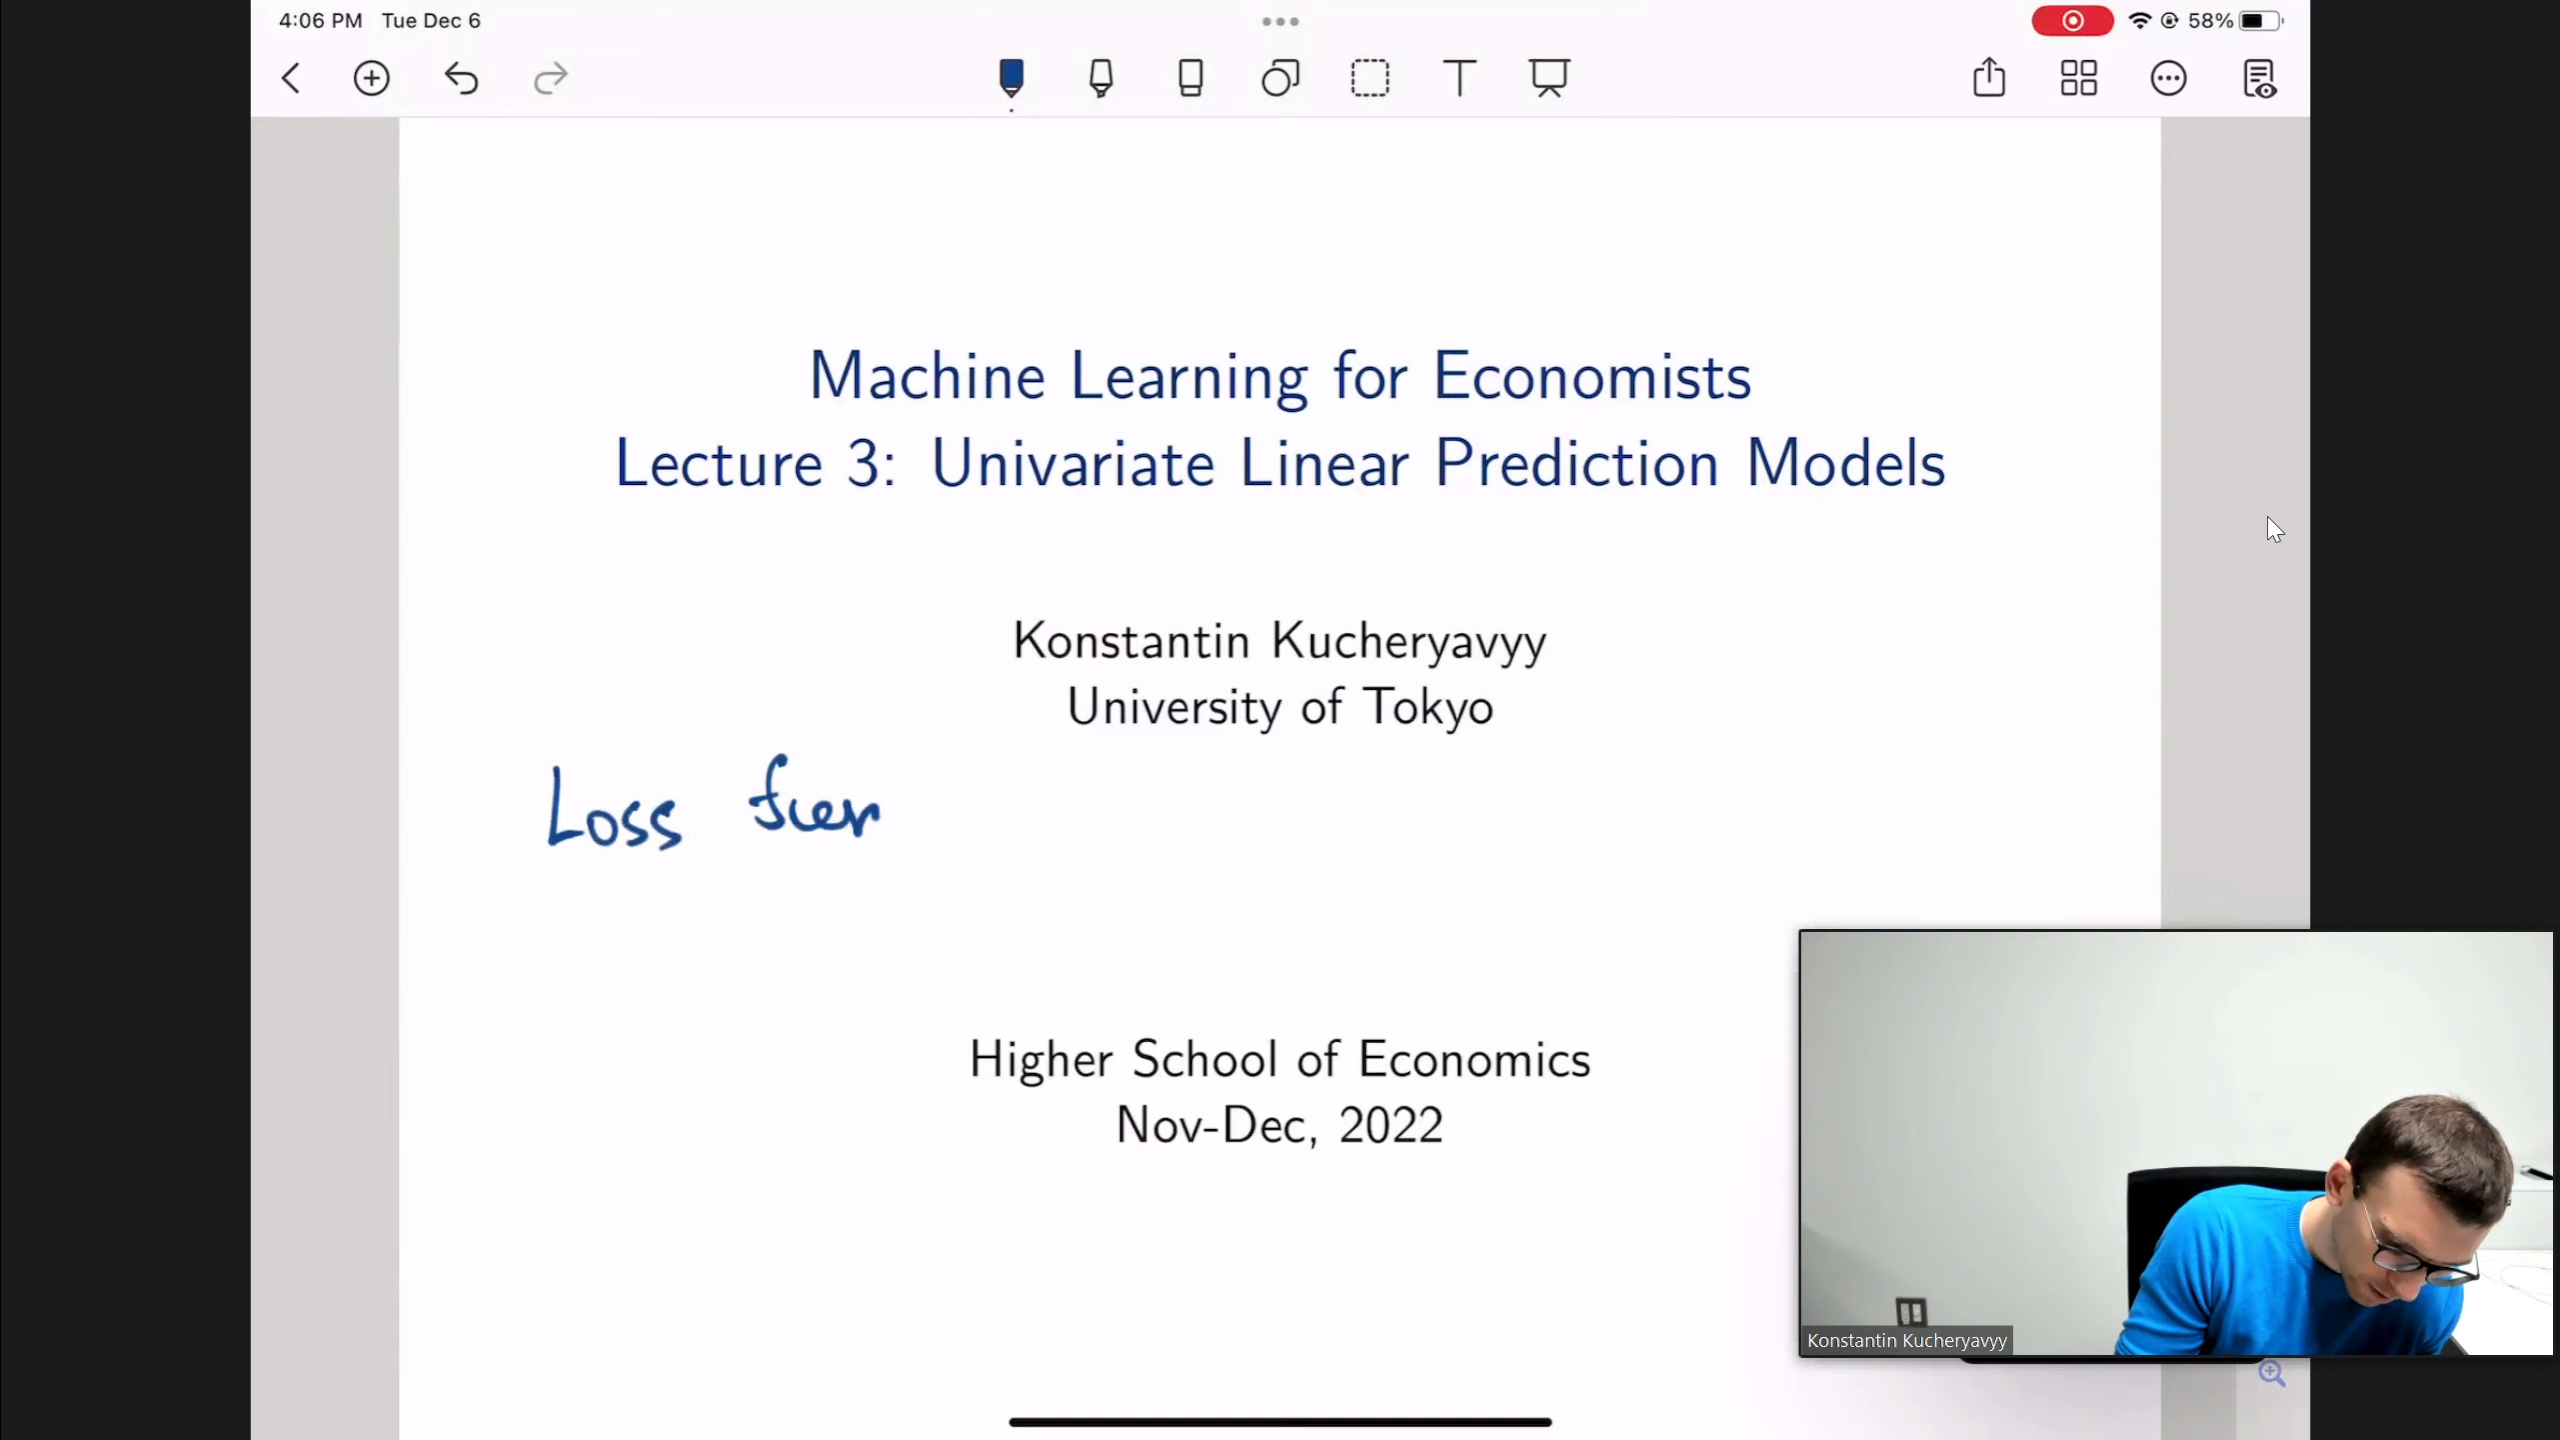 4:06 PM Tue Dec 6
58%
Machine Learning for Economists
Lecture 3: Univariate Linear Prediction Models
Konstantin Kucheryavyy
University of Tokyo
Loss fun
Higher School of Economics
Nov-Dec, 2022
Konstantin Kucheryavyy